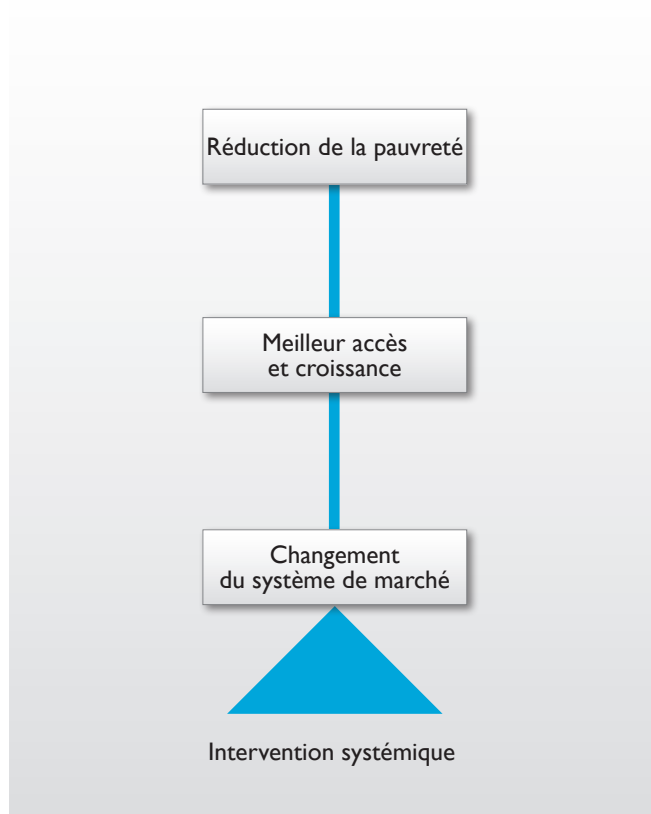 Réduction de la pauvreté
Meilleur accès
et croissance
Changement
du système de marché
Intervention systémique